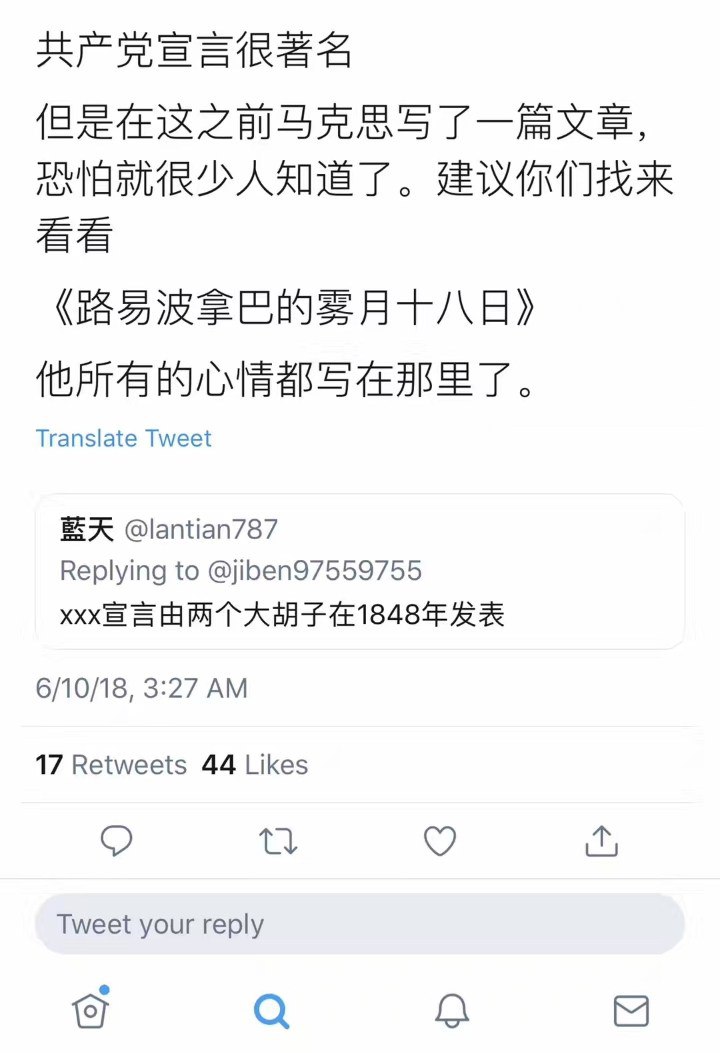 共产党宣言很著名
但是在这之前马克思写了一篇文章，
恐怕就很少人知道了。建议你们找来
看看
《路易波拿巴的雾月十八日》
他所有的心情都写在那里了。
Translate Tweet
藍天 @lantian787
Replying to @jiben97559755
xxx宣言由两个大胡子在1848年发表
6/10/18, 3:27 AM
17 Retweets 44 Likes
Tweet your reply